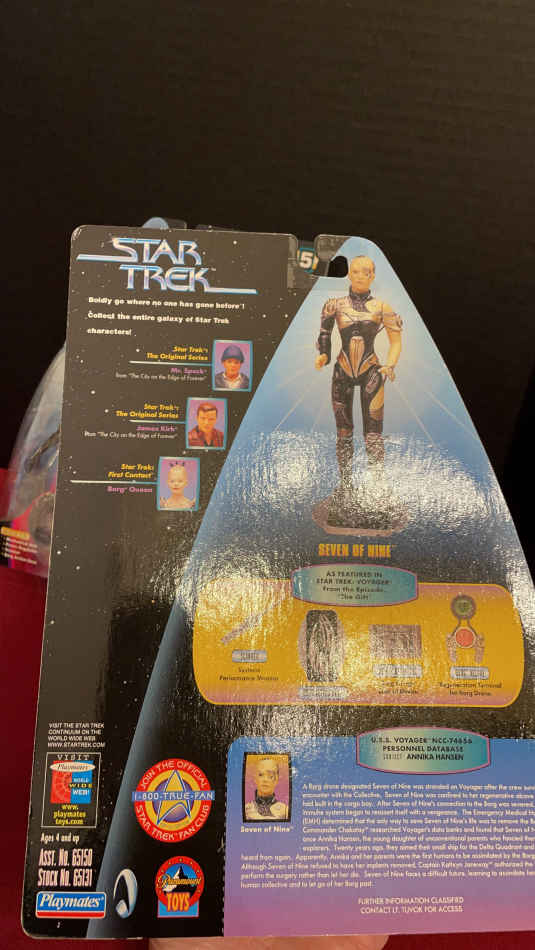 STAR
TREK
"Boldly go where no one has gone before"!
Collect the entire galaxy of Star Trek
characters!
Star Trek:
The Original Series
Mr. Spock
from "The City on the Edge of Forever"
Star Trek:
The Original Series
James Kirk
from "The City on the Edge of Forever"
Star Trek:
First Contact
Borg Queen
5
SEVEN OF NINE
AS FEATURED IN
STAR TREK: VOYAGER
From the Episode,
"The Gift"
Systems
Performance Monitor
Regeneration Terminal
for Borg Drone
VISIT THE STAR TREK
CONTINUUM ON THE
WORLD WIDE WEB
WWW.STARTREK.COM
VISIT
Playmates
WORLD
WIDE
WEB!
www.
playmates
toys.com
Ages 4 and up
ASST. No. 65150
STOCK No. 65131
Playmates
2
JOIN THE OFFICIAL
1-800-TRUE-FAN
STAR TREK FAN CLUB
Paramount
TOYS
U.S.S. VOYAGER NCC-74656
PERSONNEL DATABASE
SUBJECT: ANNIKA HANSEN
Seven of Nine
A Borg drone designated Seven of Nine was stranded on Voyager after the crew
encounter with the Collective. Seven of Nine was confined to her regenerative
had built in the cargo bay. After Seven of Nine's connection to the Borg was severed,
immune system began to reassert itself with a vengeance. The Emergency Medical
(EMH) determined that the only way to save Seven of Nine's life was to remove the
Commander Chakotay researched Voyager's data banks and found that Seven of
once Annika Hansen, the young daughter of unconventional parents who fancied
explorers. Twenty years ago, they aimed their small ship for the Delta Quadrant and
heard from again. Apparently, Annika and her parents were the first humans to be assimilated by the Borg.
Although Seven of Nine refused to have her implants removed, Captain Kathryn Janeway authorized the
perform the surgery rather than let her die. Seven of Nine faces a difficult future, learning to assimilate
human collective and to let go of her Borg past.
FURTHER INFORMATION CLASSIFIED
CONTACT LT. TUVOK FOR ACCESS